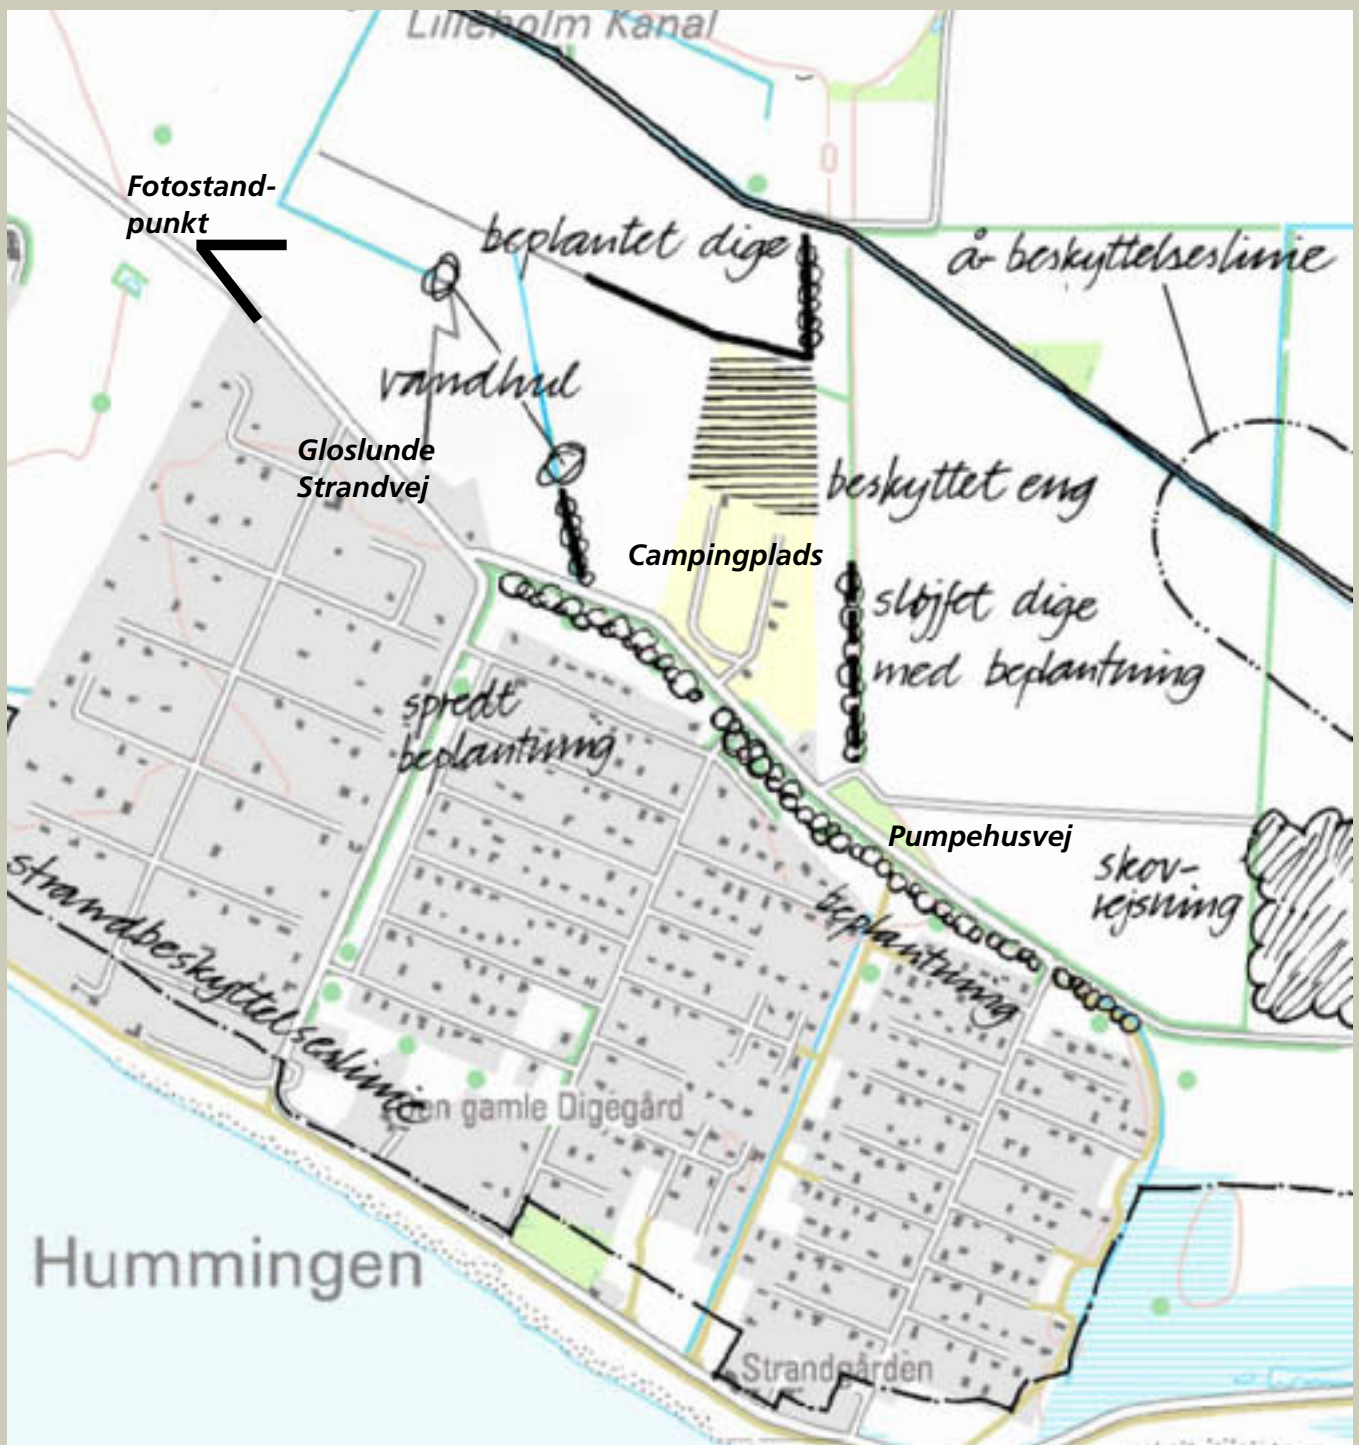 Lilleholm Kanal
Fotostand-
punkt
beplantet dige
å beskyttelseslinie
vandhul
Gloslunde
Strandvej
beskyttet eng
Campingplads
sløjfet dige
med beplantning
spredt
beplantning
Pumpehusvej
skov-
rejsning
beplantning
strandbeskyttelseslinie
Den gamle Digegård
Hummingen
Strandgården